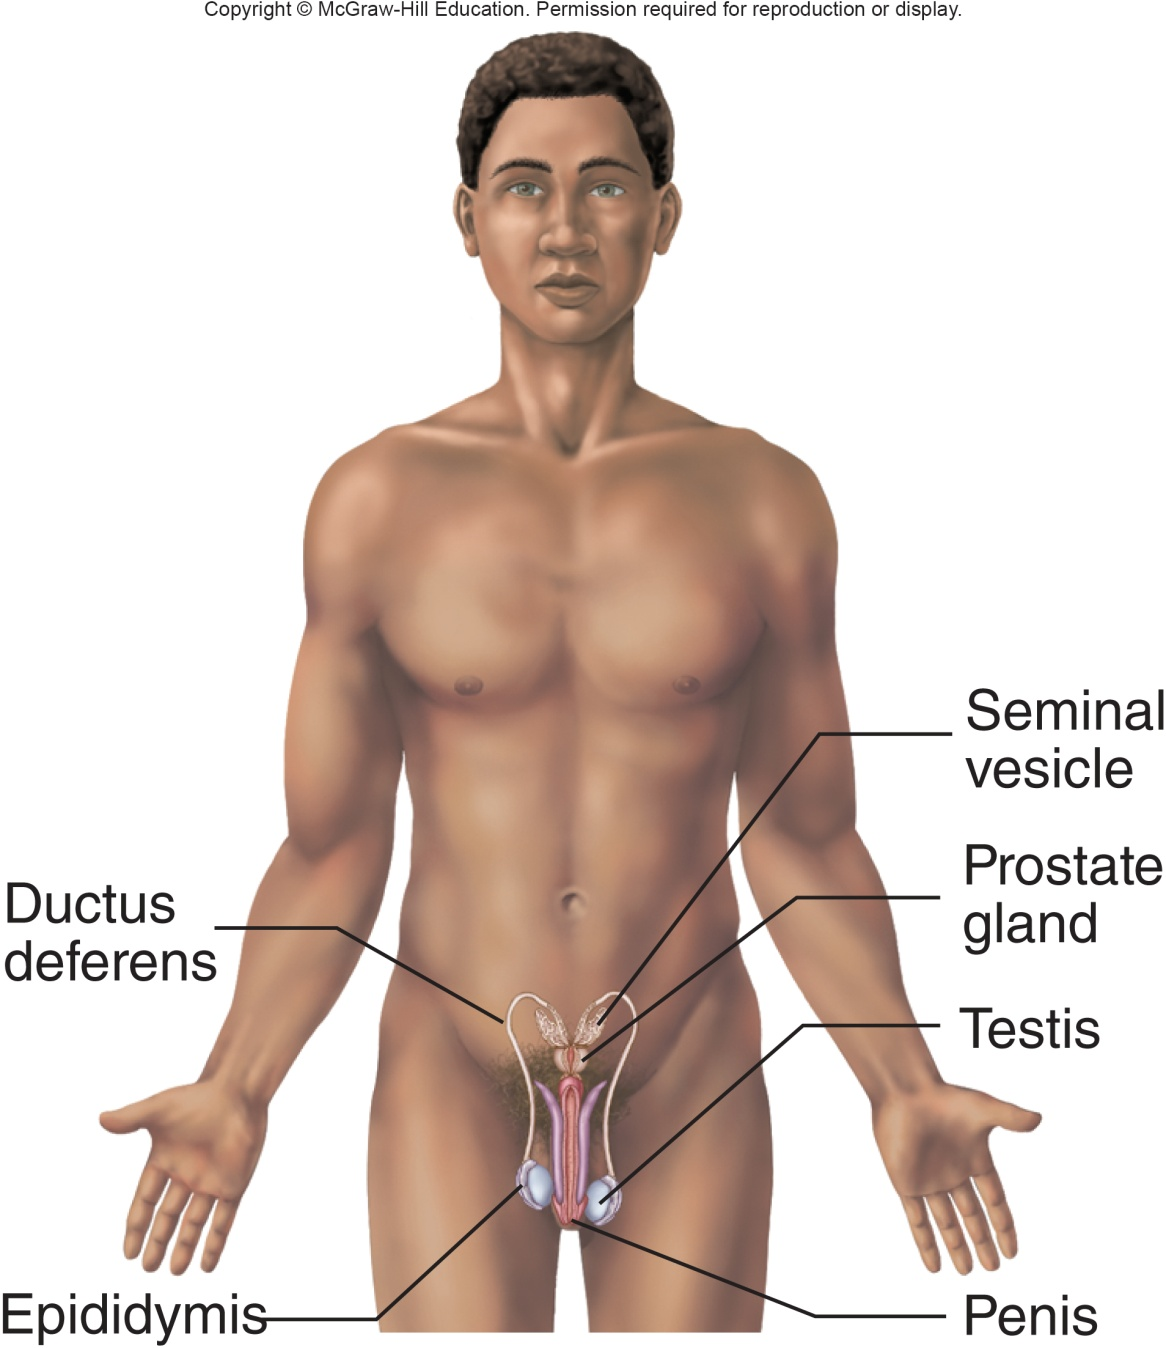 Copyright © McGraw-Hill Education. Permission required for reproduction or display.
Seminal
vesicle
Prostate
gland
Ductus
deferens
Testis
Epididymis
Penis